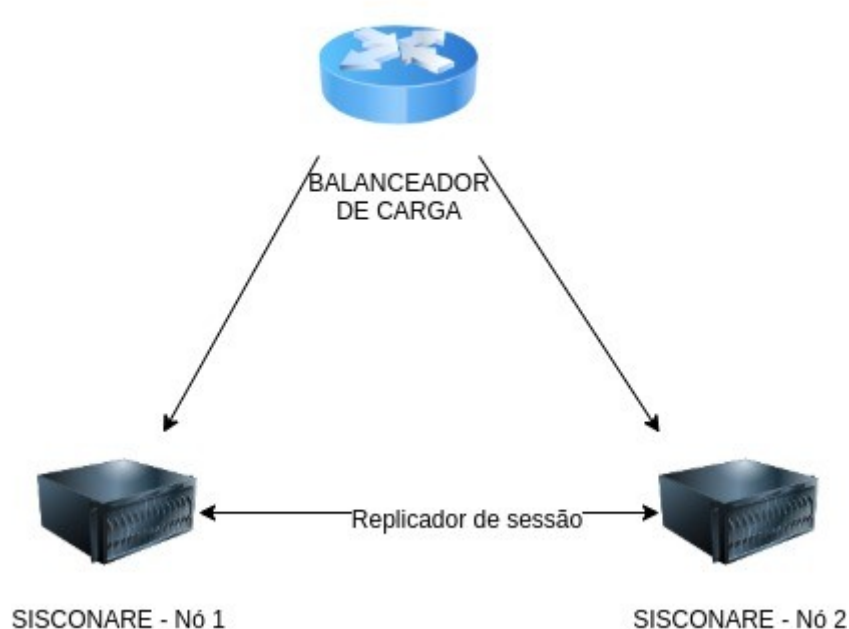 BALANCEADOR
DE CARGA
Replicador de sessão
SISCONARE - Nó 1
SISCONARE - Nó 2